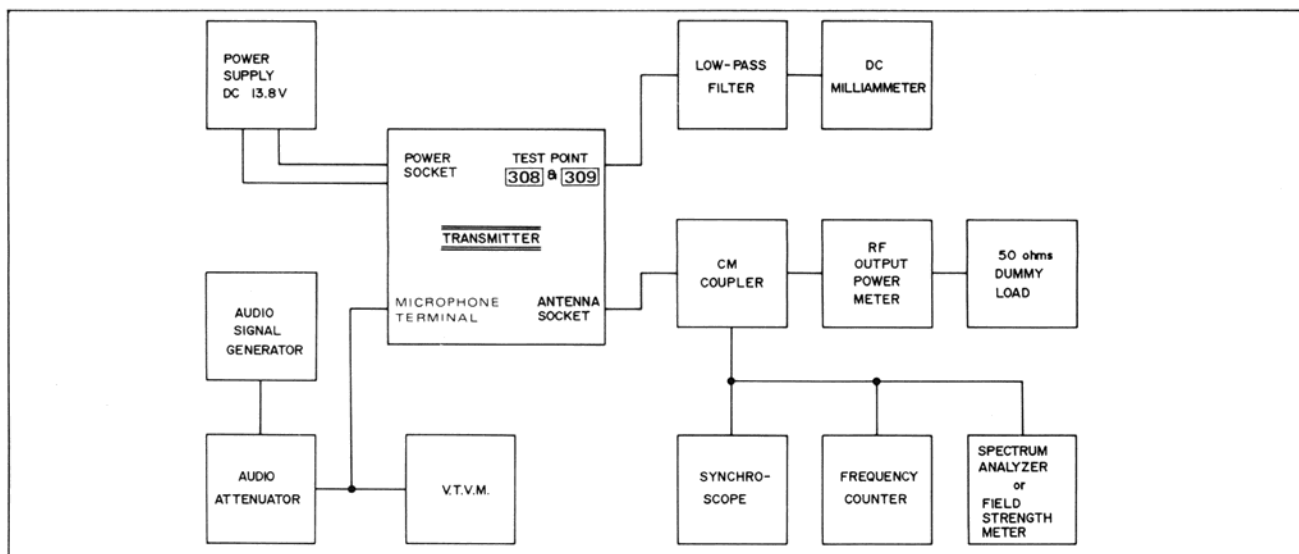 POWER
SUPPLY
DC 13.8V
LOW-PASS
FILTER
DC
MILLIAMMETER
POWER
SOCKET
TEST POINT
308 & 309
TRANSMITTER
MICROPHONE
TERMINAL
ANTENNA
SOCKET
CM
COUPLER
RF
OUTPUT
POWER
METER
50 ohms
DUMMY
LOAD
AUDIO
SIGNAL
GENERATOR
AUDIO
ATTENUATOR
V.T.V.M.
SYNCHRO-
SCOPE
FREQUENCY
COUNTER
SPECTRUM
ANALYZER
or
FIELD
STRENGTH
METER